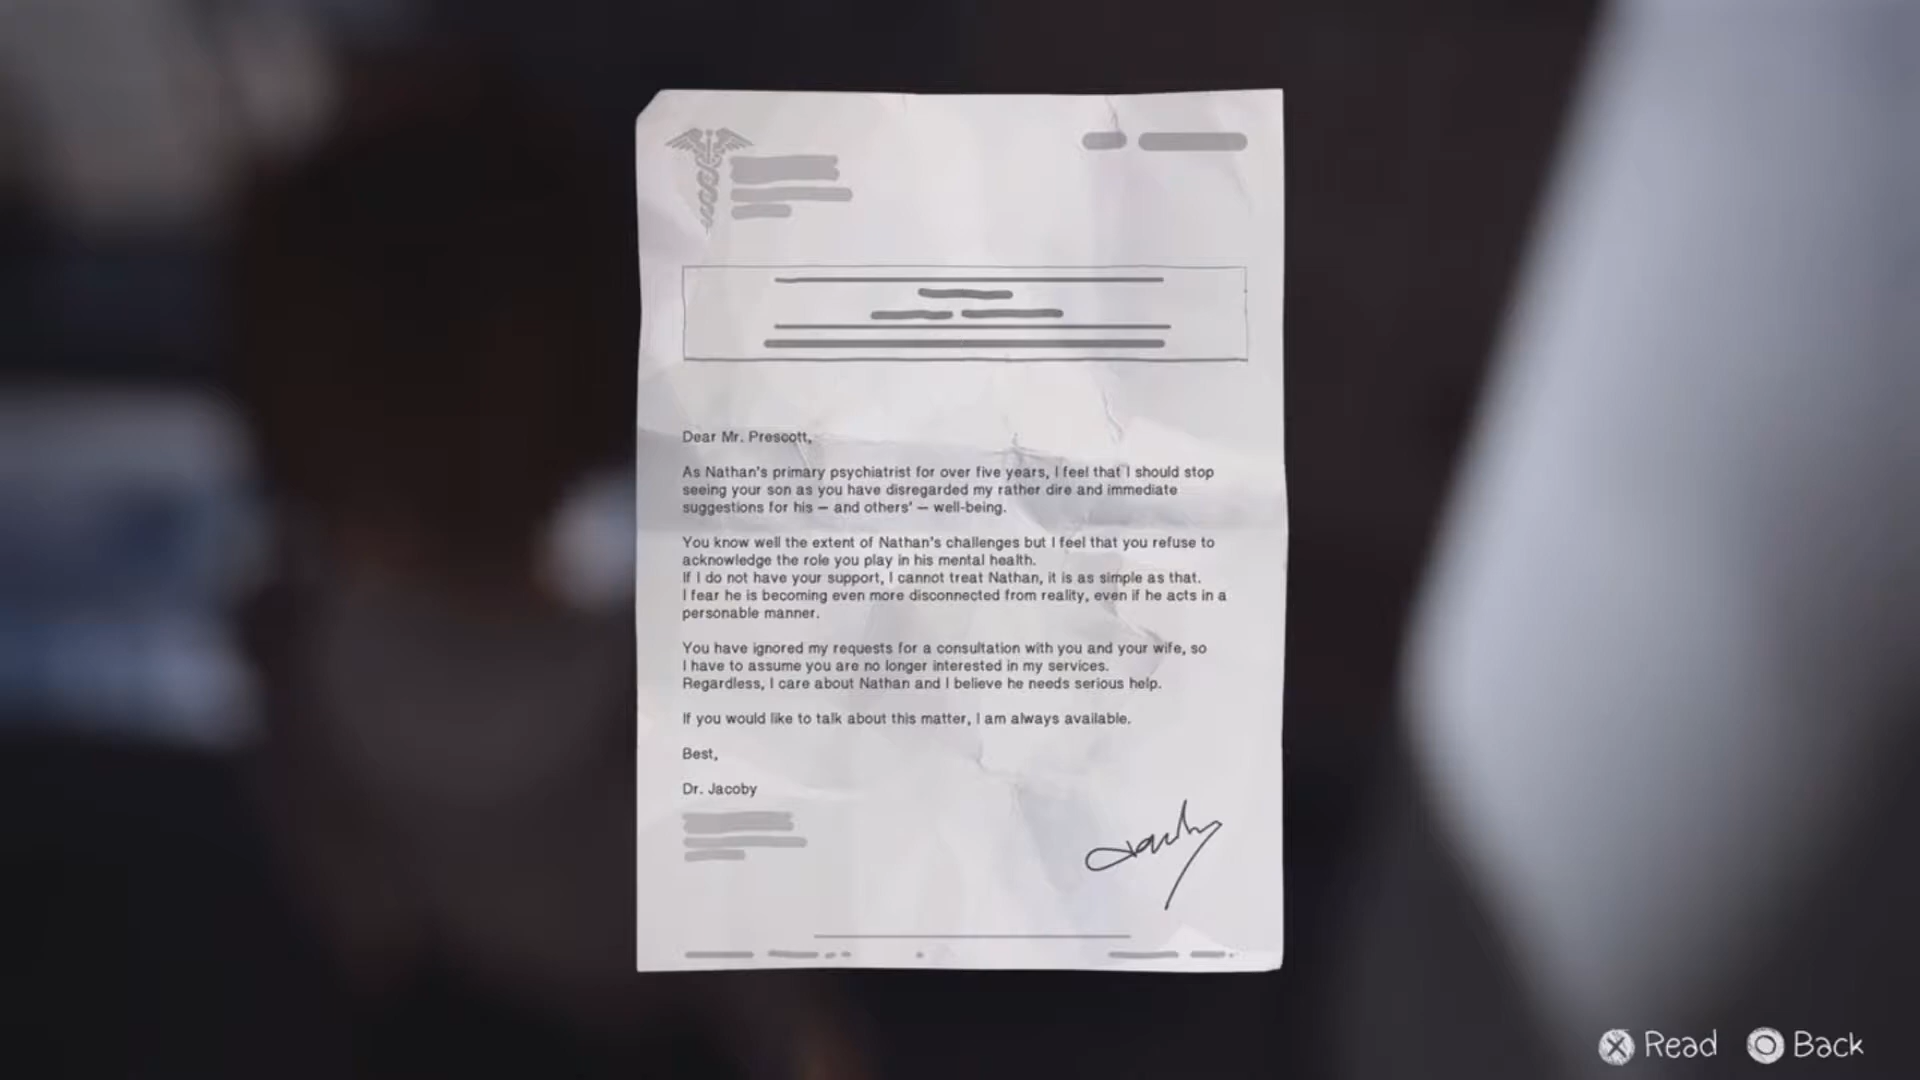 Dear Mr. Prescott,
As Nathan's primary psychiatrist for over five years, I feel that I should stop
seeing your son as you have disregarded my rather dire and immediate
suggestions for his – and others' – well-being.
You know well the extent of Nathan's challenges but I feel that you refuse to
acknowledge the role you play in his mental health.
If I do not have your support, I cannot treat Nathan, it is as simple as that.
I fear he is becoming even more disconnected from reality, even if he acts in a
personable manner.
You have ignored my requests for a consultation with you and your wife, so
I have to assume you are no longer interested in my services.
Regardless, I care about Nathan and I believe he needs serious help.
If you would like to talk about this matter, I am always available.
Best,
Dr. Jacoby
Read Back